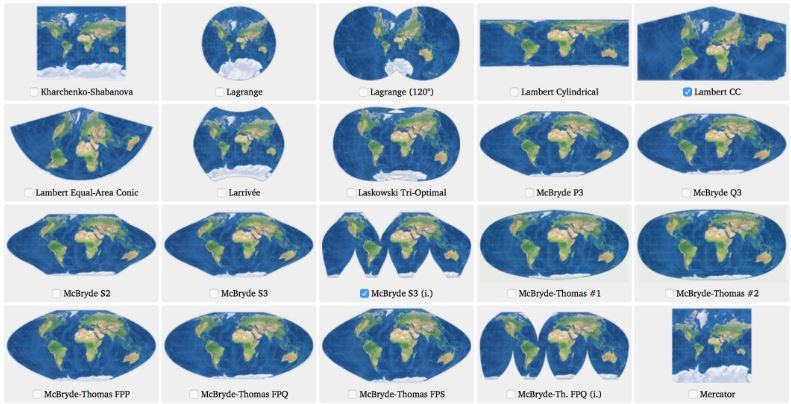 Kharchenko-Shabanova
Lagrange
Lagrange (120°)
Lambert Cylindrical
Lambert CC
Lambert Equal-Area Conic
Larrivée
Laskowski Tri-Optimal
McBryde P3
McBryde Q3
McBryde S2
McBryde S3
McBryde S3 (i.)
McBryde-Thomas #1
McBryde-Thomas #2
McBryde-Thomas FPP
McBryde-Thomas FPQ
McBryde-Thomas FPS
McBryde-Th. FPQ (i.)
Mercator